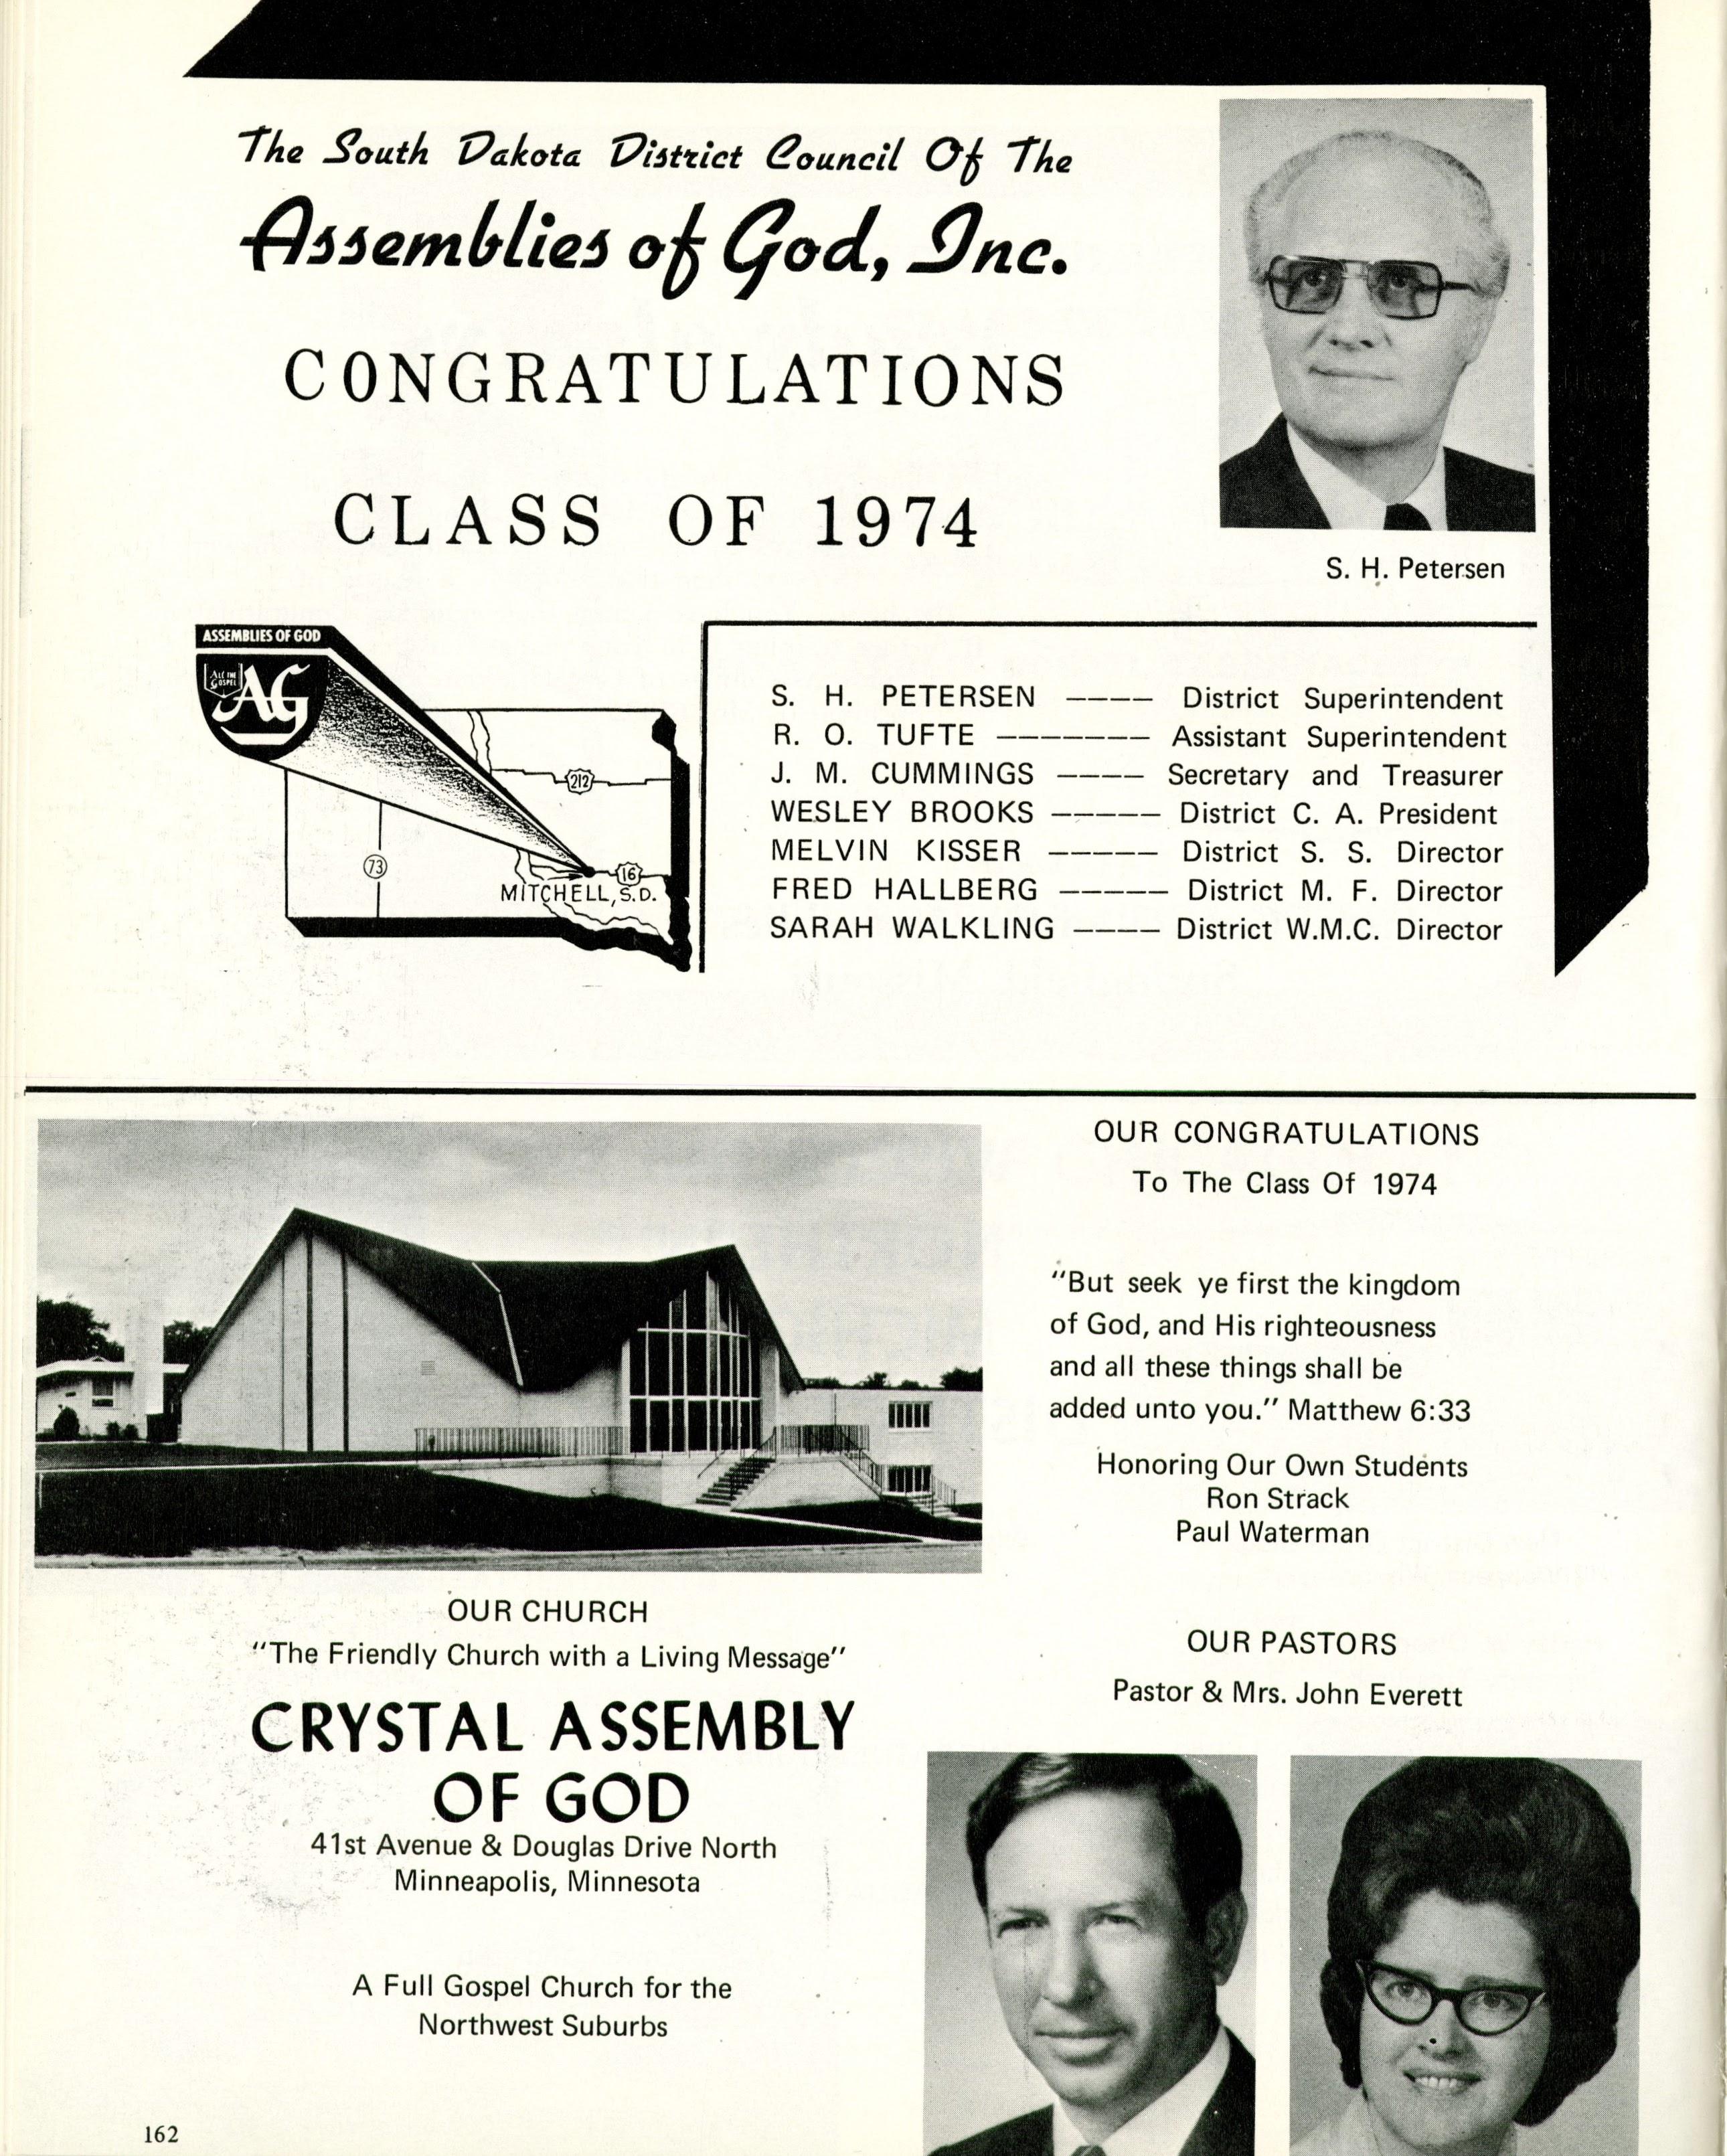 The South Dakota District Council Of The
Assemblies of God, Inc.
CONGRATULATIONS
CLASS OF 1974
S. H. Petersen
ASSEMBLIES OF GOD
ALL THE
GOSPEL
AG
212
73
16
MITCHELL, S.D.
S. H. PETERSEN ---- District Superintendent
R. O. TUFTE ------- Assistant Superintendent
J. M. CUMMINGS ---- Secretary and Treasurer
WESLEY BROOKS ----- District C. A. President
MELVIN KISSER ----- District S. S. Director
FRED HALLBERG ----- District M. F. Director
SARAH WALKLING ---- District W.M.C. Director
OUR CONGRATULATIONS
To The Class Of 1974
"But seek ye first the kingdom
of God, and His righteousness
and all these things shall be
added unto you." Matthew 6:33
Honoring Our Own Students
Ron Strack
Paul Waterman
OUR CHURCH
"The Friendly Church with a Living Message"
CRYSTAL ASSEMBLY
OF GOD
41st Avenue & Douglas Drive North
Minneapolis, Minnesota
A Full Gospel Church for the
Northwest Suburbs
OUR PASTORS
Pastor & Mrs. John Everett
162